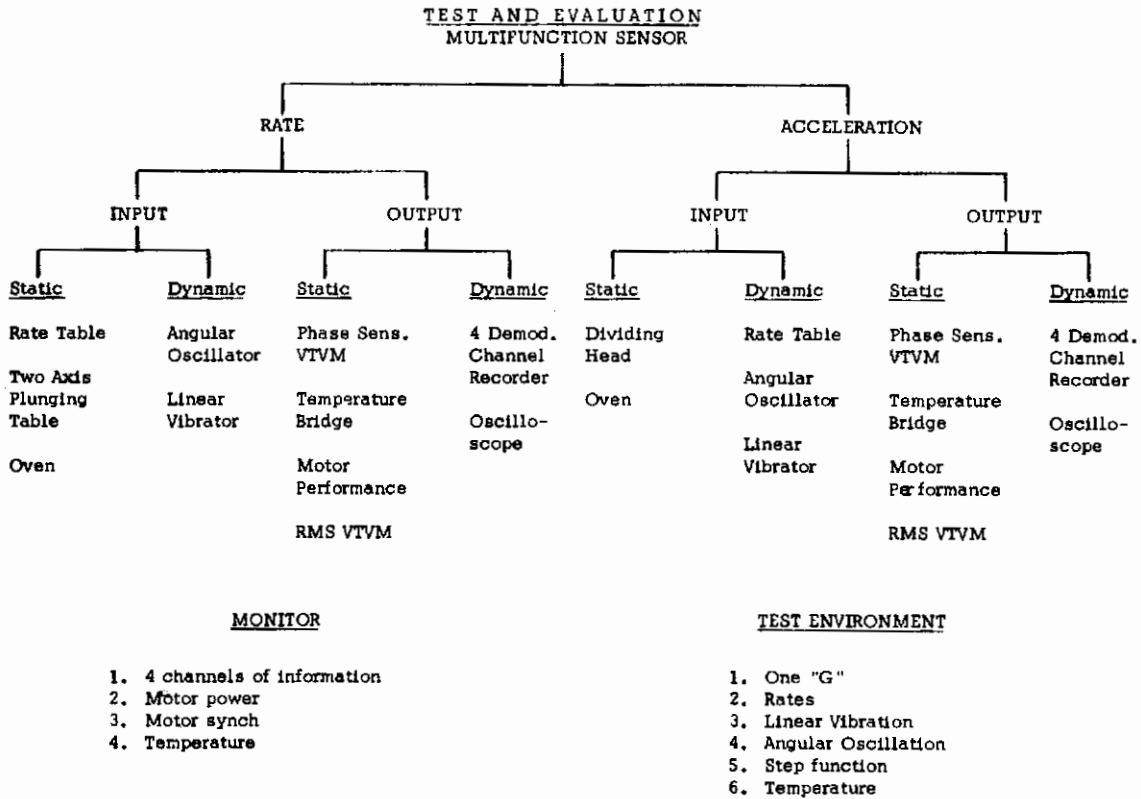 TEST AND EVALUATION
MULTIFUNCTION SENSOR
RATE
ACCELERATION
INPUT
OUTPUT
INPUT
OUTPUT
Static
Rate Table
Two Axis
Plunging
Table
Oven
Dynamic
Angular
Oscillator
Linear
Vibrator
Static
Phase Sens.
VTVM
Temperature
Bridge
Motor
Performance
RMS VTVM
Dynamic
4 Demod.
Channel
Recorder
Oscillo-
scope
Static
Dividing
Head
Oven
Dynamic
Rate Table
Angular
Oscillator
Linear
Vibrator
Static
Phase Sens.
VTVM
Temperature
Bridge
Motor
Performance
RMS VTVM
Dynamic
4 Demod.
Channel
Recorder
Oscillo-
scope
MONITOR
1. 4 channels of information
2. Motor power
3. Motor synch
4. Temperature
TEST ENVIRONMENT
1. One "G"
2. Rates
3. Linear Vibration
4. Angular Oscillation
5. Step function
6. Temperature